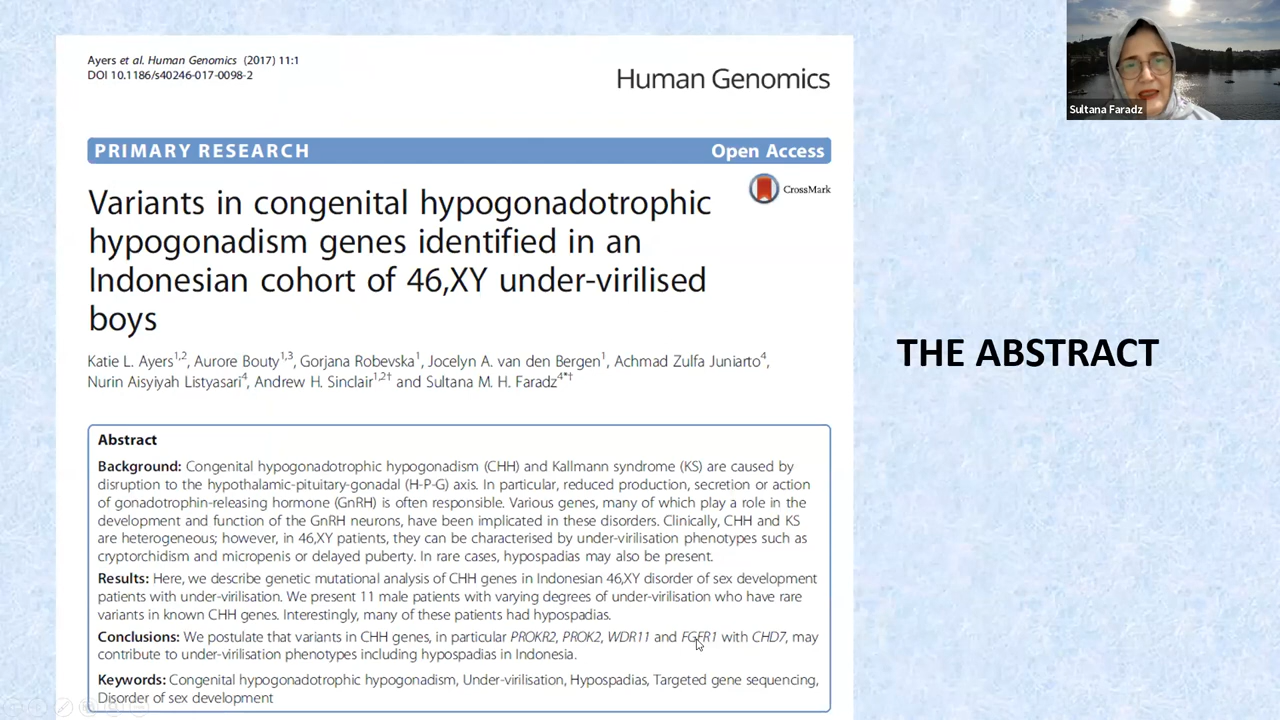 Ayers et al. Human Genomics (2017) 11:1
DOI 10.1186/s40246-017-0098-2
Human Genomics
PRIMARY RESEARCH
Open Access
CrossMark
Variants in congenital hypogonadotrophic
hypogonadism genes identified in an
Indonesian cohort of 46,XY under-virilised
boys
Katie L. Ayers1,2, Aurore Bouty1,3, Gorjana Robevska1, Jocelyn A. van den Bergen1, Achmad Zulfa Juniarto4,
Nurin Aisyiyah Listyasari4, Andrew H. Sinclair1,2† and Sultana M. H. Faradz4*†
Abstract
Background: Congenital hypogonadotrophic hypogonadism (CHH) and Kallmann syndrome (KS) are caused by
disruption to the hypothalamic-pituitary-gonadal (H-P-G) axis. In particular, reduced production, secretion or action
of gonadotrophin-releasing hormone (GnRH) is often responsible. Various genes, many of which play a role in the
development and function of the GnRH neurons, have been implicated in these disorders. Clinically, CHH and KS
are heterogeneous; however, in 46,XY patients, they can be characterised by under-virilisation phenotypes such as
cryptorchidism and micropenis or delayed puberty. In rare cases, hypospadias may also be present.
Results: Here, we describe genetic mutational analysis of CHH genes in Indonesian 46,XY disorder of sex development
patients with under-virilisation. We present 11 male patients with varying degrees of under-virilisation who have rare
variants in known CHH genes. Interestingly, many of these patients had hypospadias.
Conclusions: We postulate that variants in CHH genes, in particular PROKR2, PROK2, WDR11 and FGFR1 with CHD7, may
contribute to under-virilisation phenotypes including hypospadias in Indonesia.
Keywords: Congenital hypogonadotrophic hypogonadism, Under-virilisation, Hypospadias, Targeted gene sequencing,
Disorder of sex development
THE ABSTRACT
Sultana Faradz